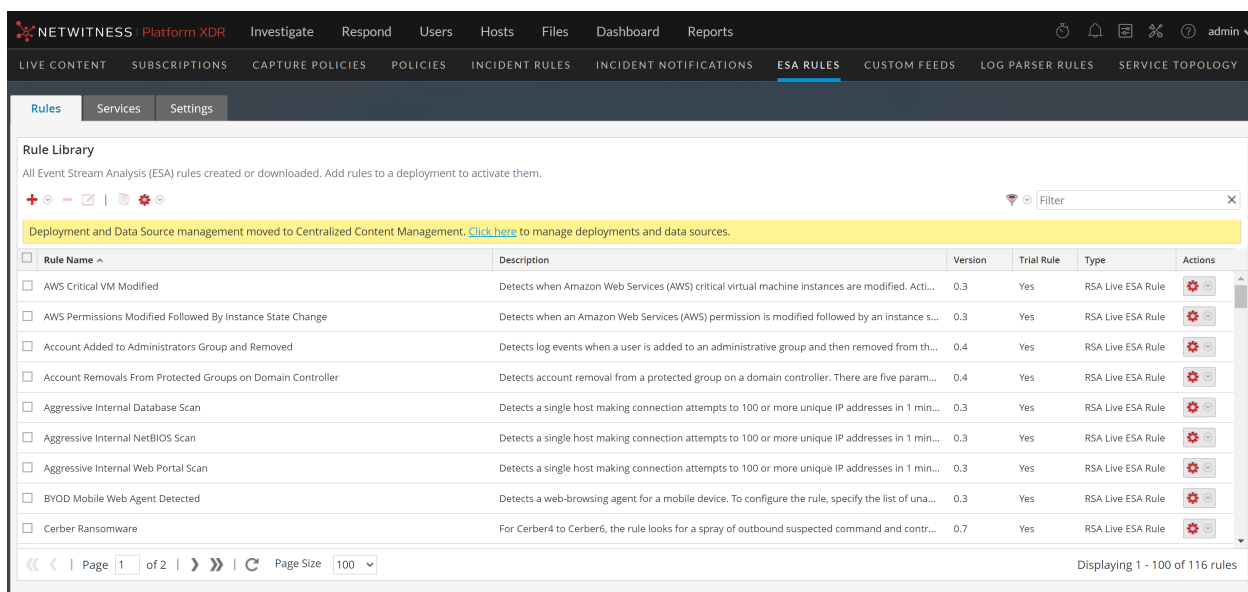 NETWITNESS | Platform XDR Investigate Respond Users Hosts Files Dashboard Reports admin
LIVE CONTENT SUBSCRIPTIONS CAPTURE POLICIES POLICIES INCIDENT RULES INCIDENT NOTIFICATIONS ESA RULES CUSTOM FEEDS LOG PARSER RULES SERVICE TOPOLOGY
Rules Services Settings
Rule Library
All Event Stream Analysis (ESA) rules created or downloaded. Add rules to a deployment to activate them.
Filter
Deployment and Data Source management moved to Centralized Content Management. Click here to manage deployments and data sources.
Rule Name Description Version Trial Rule Type Actions
AWS Critical VM Modified Detects when Amazon Web Services (AWS) critical virtual machine instances are modified. Acti... 0.3 Yes RSA Live ESA Rule
AWS Permissions Modified Followed By Instance State Change Detects when an Amazon Web Services (AWS) permission is modified followed by an instance s... 0.3 Yes RSA Live ESA Rule
Account Added to Administrators Group and Removed Detects log events when a user is added to an administrative group and then removed from th... 0.4 Yes RSA Live ESA Rule
Account Removals From Protected Groups on Domain Controller Detects account removal from a protected group on a domain controller. There are five param... 0.4 Yes RSA Live ESA Rule
Aggressive Internal Database Scan Detects a single host making connection attempts to 100 or more unique IP addresses in 1 min... 0.3 Yes RSA Live ESA Rule
Aggressive Internal NetBIOS Scan Detects a single host making connection attempts to 100 or more unique IP addresses in 1 min... 0.3 Yes RSA Live ESA Rule
Aggressive Internal Web Portal Scan Detects a single host making connection attempts to 100 or more unique IP addresses in 1 min... 0.3 Yes RSA Live ESA Rule
BYOD Mobile Web Agent Detected Detects a web-browsing agent for a mobile device. To configure the rule, specify the list of una... 0.3 Yes RSA Live ESA Rule
Cerber Ransomware For Cerber4 to Cerber6, the rule looks for a spray of outbound suspected command and contr... 0.7 Yes RSA Live ESA Rule
Page 1 of 2 Page Size 100 Displaying 1 - 100 of 116 rules